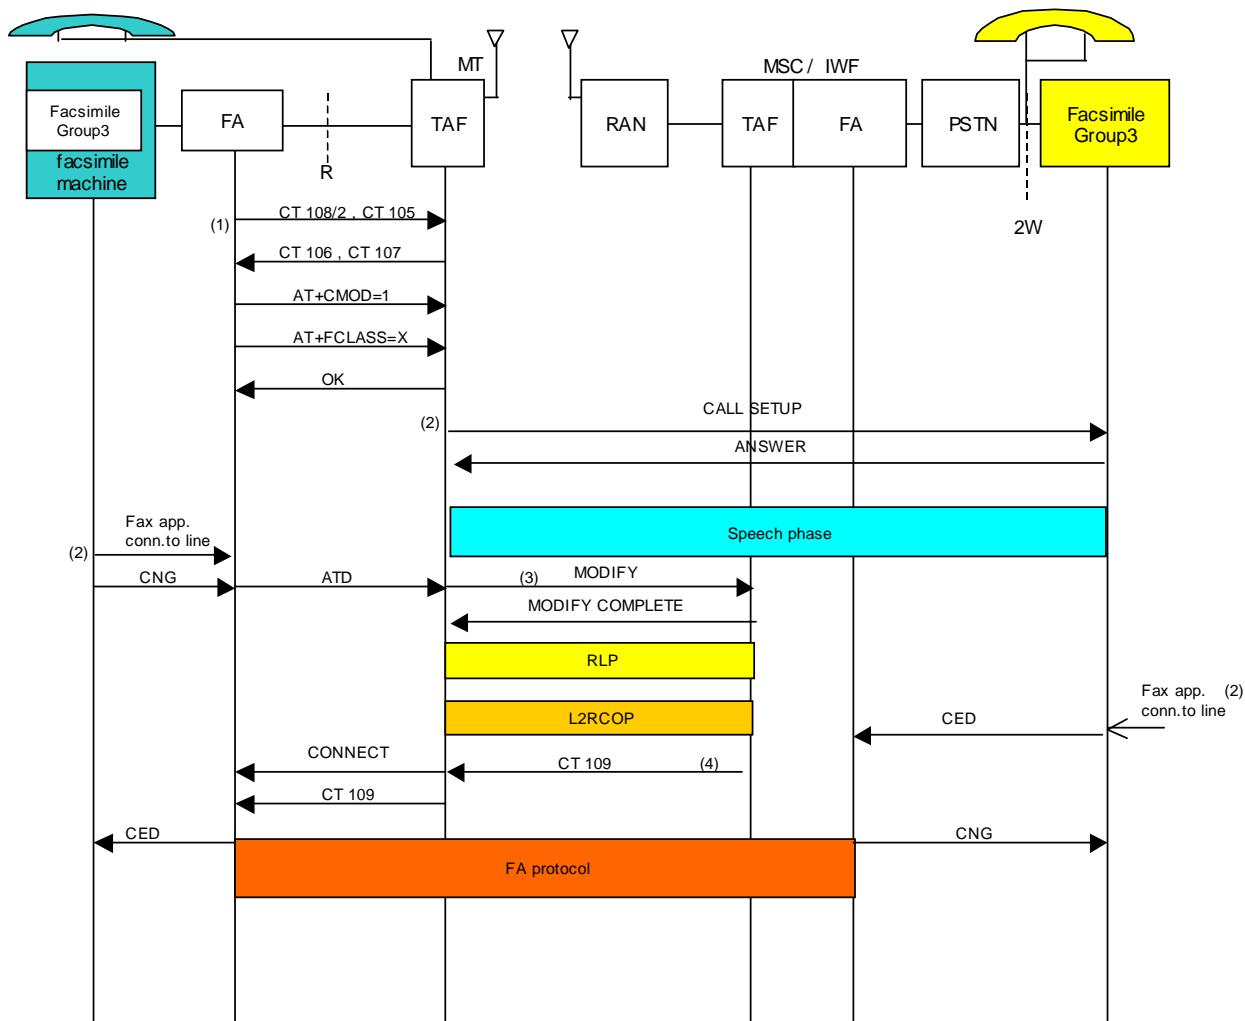 MT
MSC / IWF
Facsimile
Group3
facsimile
machine
FA
R
TAF
RAN
TAF
FA
PSTN
2W
Facsimile
Group3
(1)
CT 108/2 , CT 105
CT 106 , CT 107
AT+CMOD=1
AT+FCLASS=X
OK
(2)
CALL SETUP
ANSWER
Speech phase
Fax app.
conn.to line
(2)
CNG
ATD
(3)
MODIFY
MODIFY COMPLETE
RLP
L2RCOP
Fax app. (2)
conn.to line
CED
CONNECT
CT 109
(4)
CT 109
CED
CNG
FA protocol